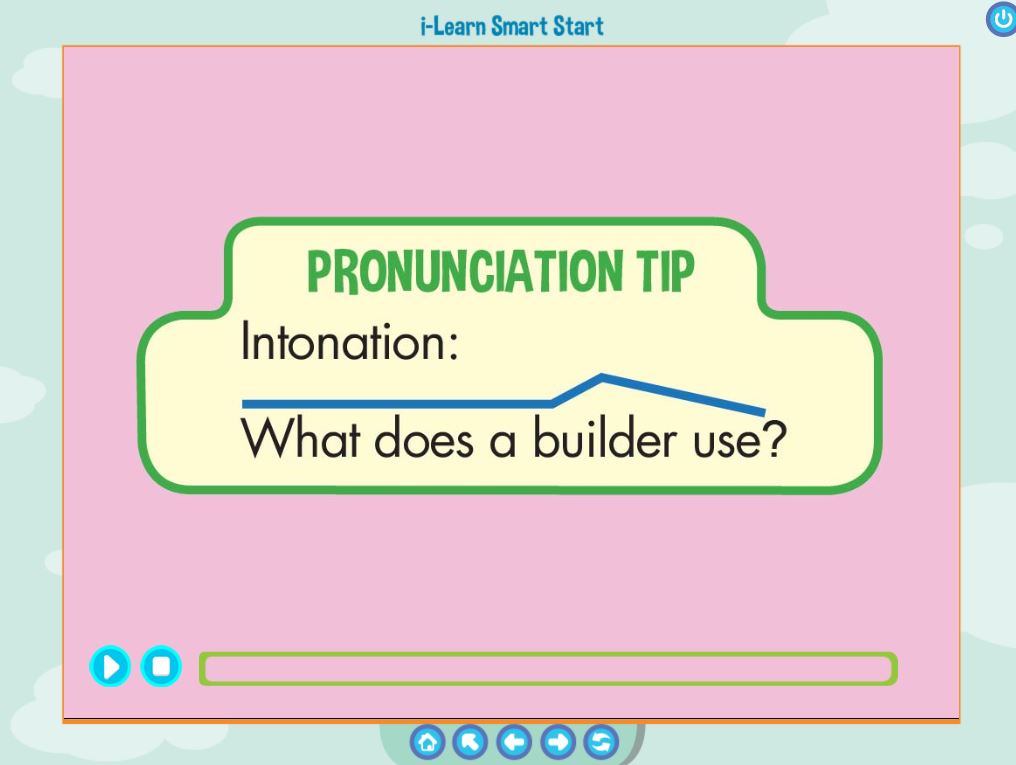 i-Learn Smart Start
PRONUNCIATION TIP
Intonation:
What does a builder use?